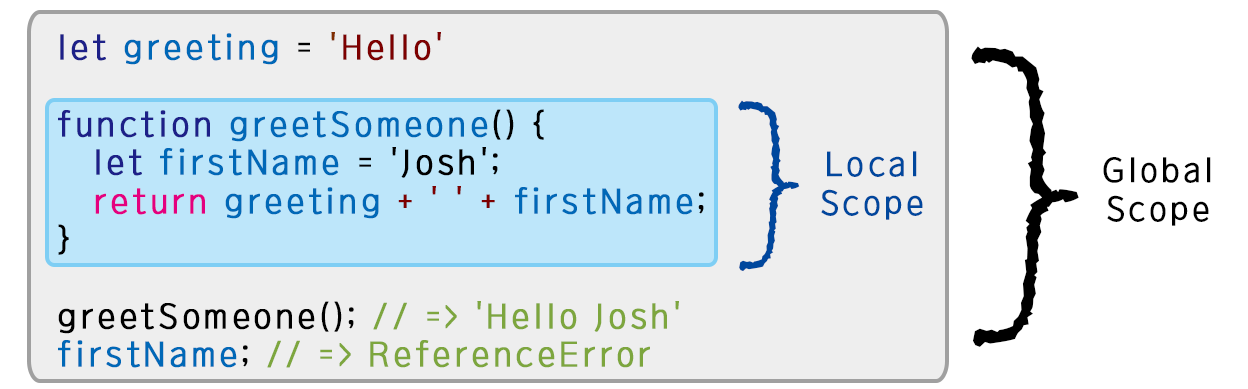 let greeting = 'Hello'
function greetSomeone() {
let firstName = 'Josh';
return greeting + ' ' + firstName;
}
Local
Scope
Global
Scope
greetSomeone(); // => 'Hello Josh'
firstName; // => ReferenceError